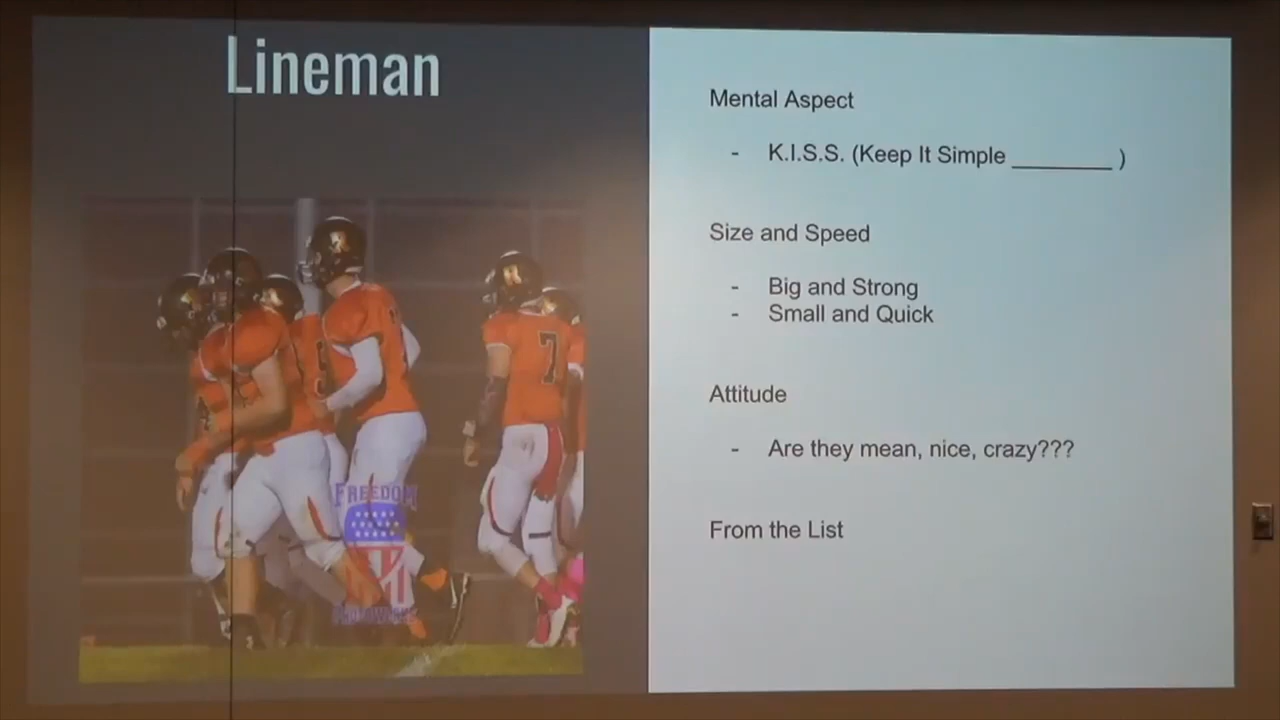 Lineman
Mental Aspect
- K.I.S.S. (Keep It Simple ________ )
Size and Speed
- Big and Strong
- Small and Quick
Attitude
- Are they mean, nice, crazy???
From the List
7
FREEDOM